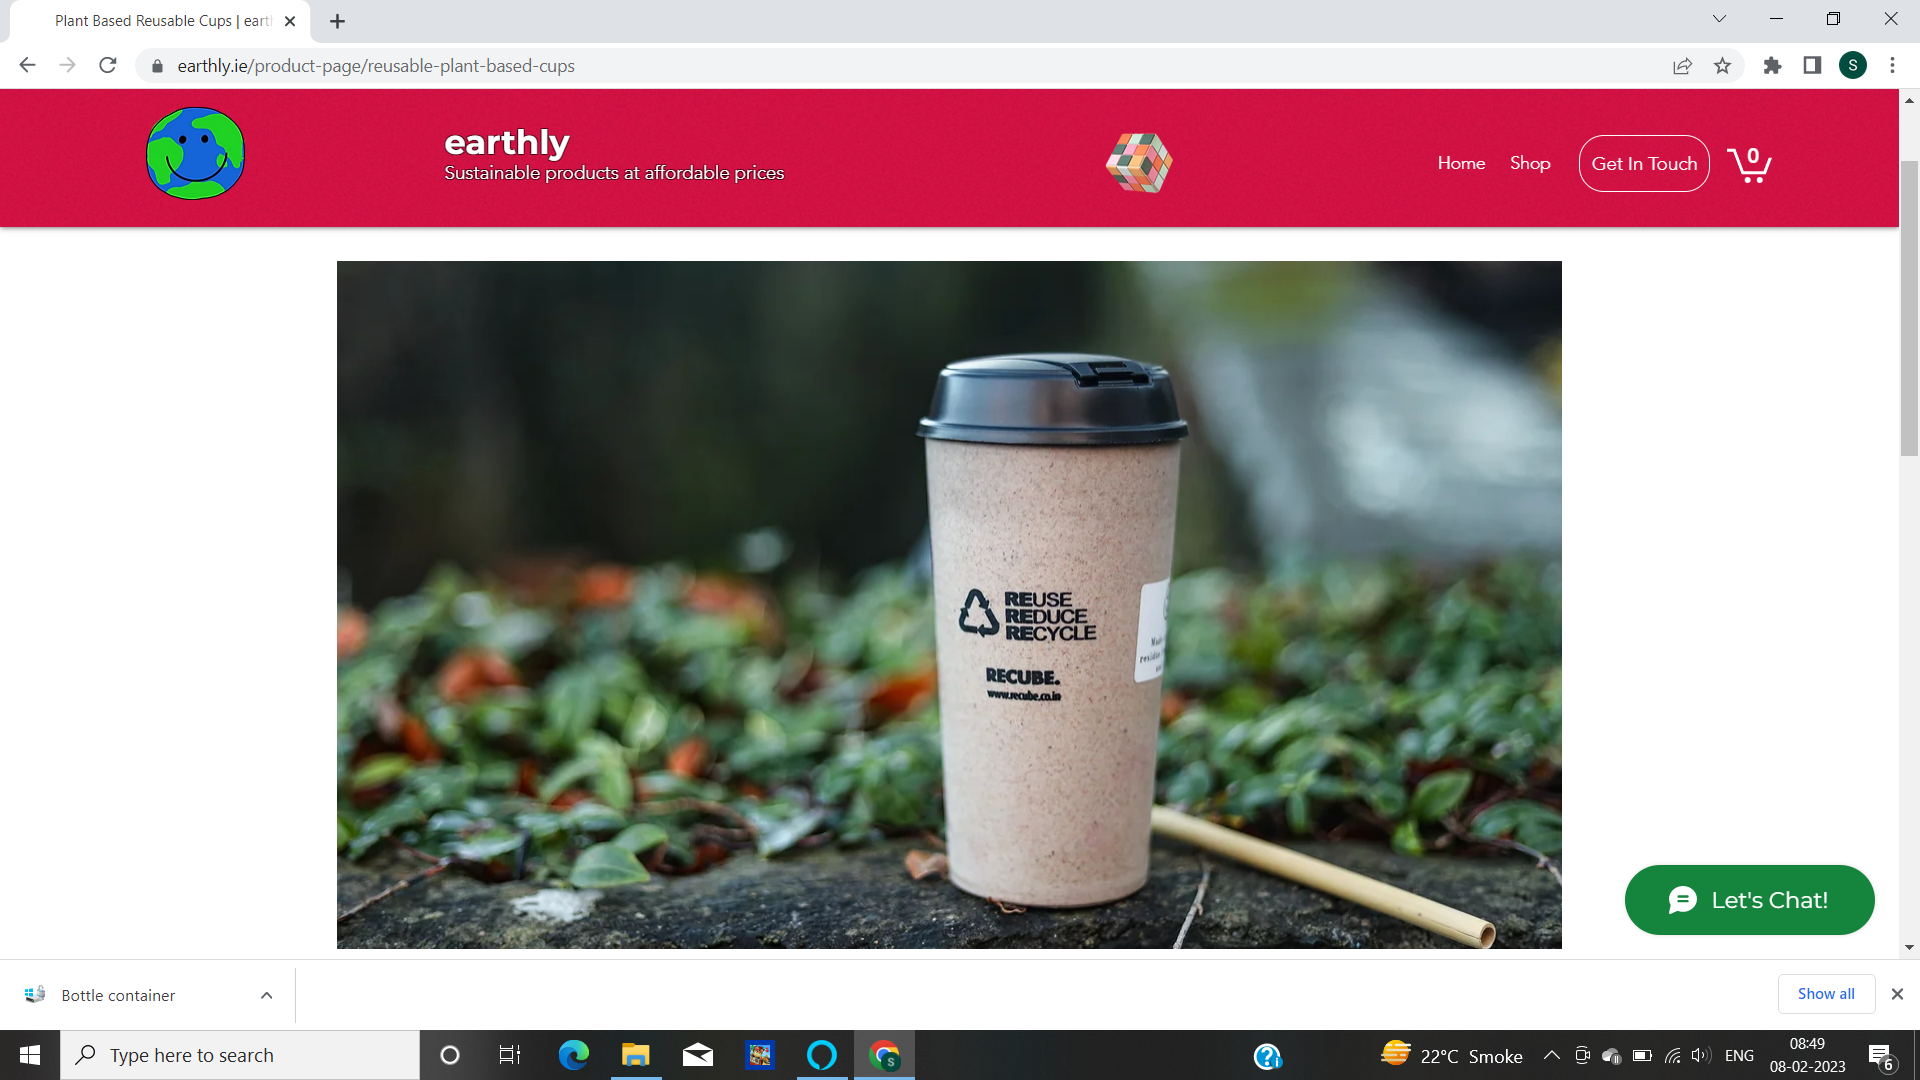 Plant Based Reusable Cups | eart
earthly.ie/product-page/reusable-plant-based-cups
S
earthly
Sustainable products at affordable prices
Home
Shop
Get In Touch
0
REUSE
REDUCE
RECYCLE
RECUBE.
www.recube.co.in
Let's Chat!
Bottle container
Show all
Type here to search
S
22°C Smoke
ENG
08:49
08-02-2023
6